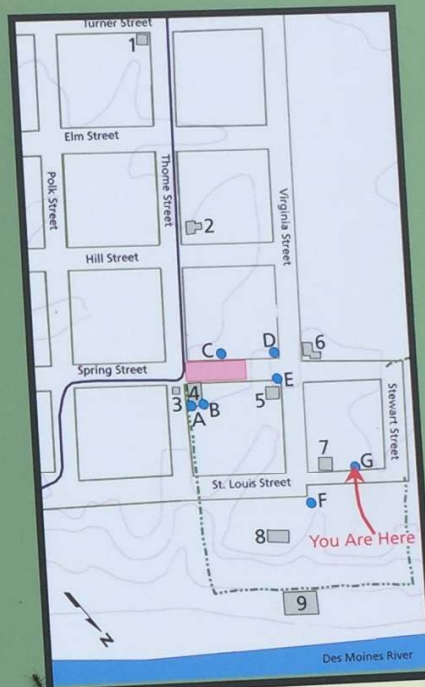 Turner Street
1
Elm Street
Polk Street
Thome Street
Virginia Street
2
Hill Street
C
D
6
Spring Street
E
3
4
A
B
5
Stewart Street
7
G
St. Louis Street
F
8
You Are Here
9
N
Des Moines River